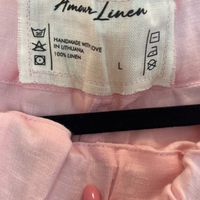 Amour Linen
HANDMADE WITH LOVE
IN LITHUANIA
100% LINEN
L